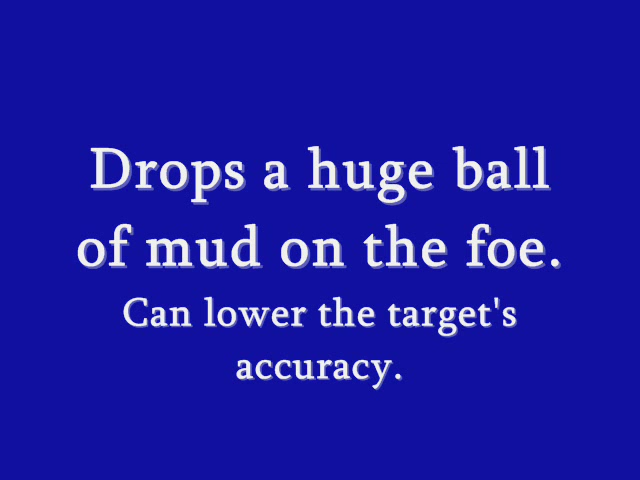 Drops a huge ball
of mud on the foe.
Can lower the target's
accuracy.